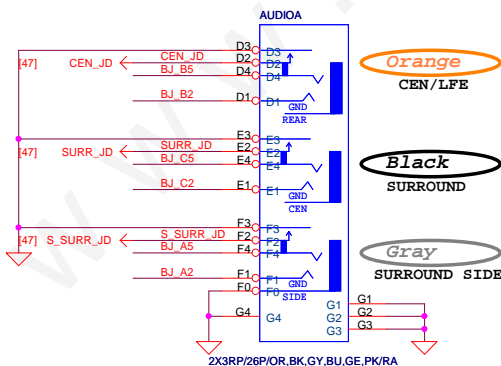 AUDIOA
D3 D3
[47] CEN_JD CEN_JD D2 D2
BJ_B5 D4 D4
BJ_B2 D1 D1
GND
REAR
Orange
CEN/LFE
E3 E3
[47] SURR_JD SURR_JD E2 E2
BJ_C5 E4 E4
BJ_C2 E1 E1
GND
CEN
Black
SURROUND
F3 F3
[47] S_SURR_JD S_SURR_JD F2 F2
BJ_A5 F4 F4
BJ_A2 F1 F1
F0 F0
GND
SIDE
Gray
SURROUND SIDE
G4 G4
G1 G1
G2 G2
G3 G3
2X3RP/26P/OR,BK,GY,BU,GE,PK/RA